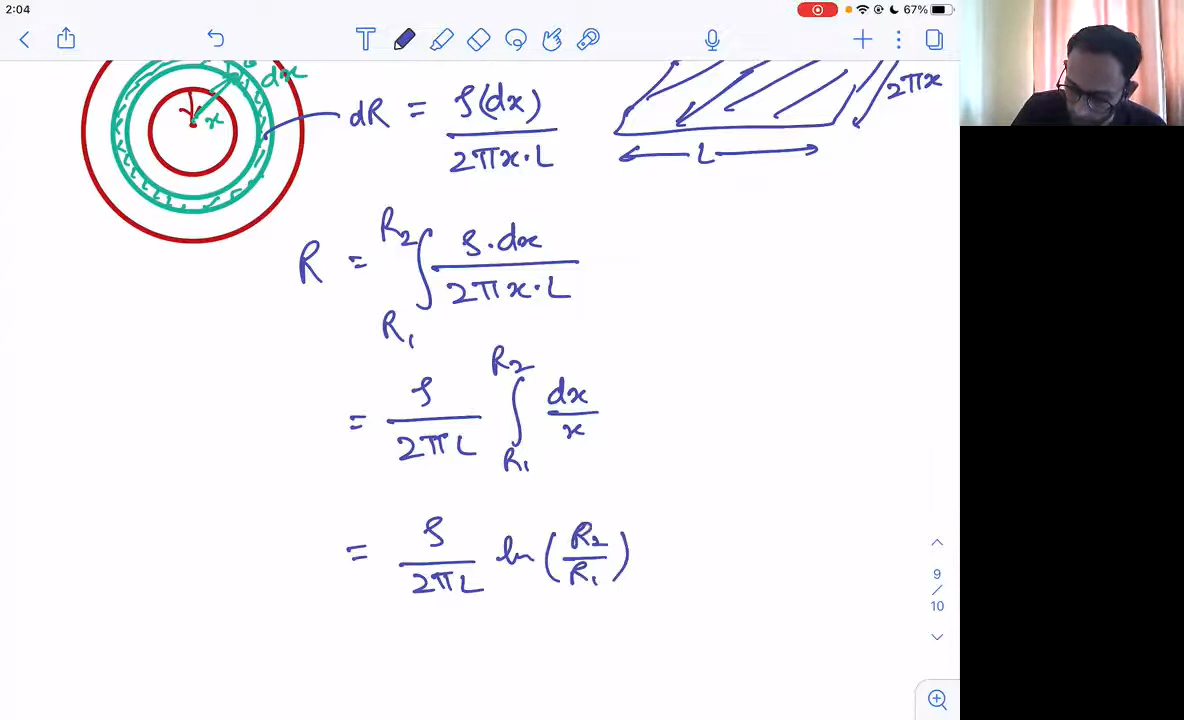 2:04
67%
dx
x
dR = ρ(dx) / 2πx·L
2πx
L
R = ∫ R₁ R₂ ρ·dx / 2πx·L
= ρ / 2πL ∫ R₁ R₂ dx / x
= ρ / 2πL ln(R₂ / R₁)
9
/
10